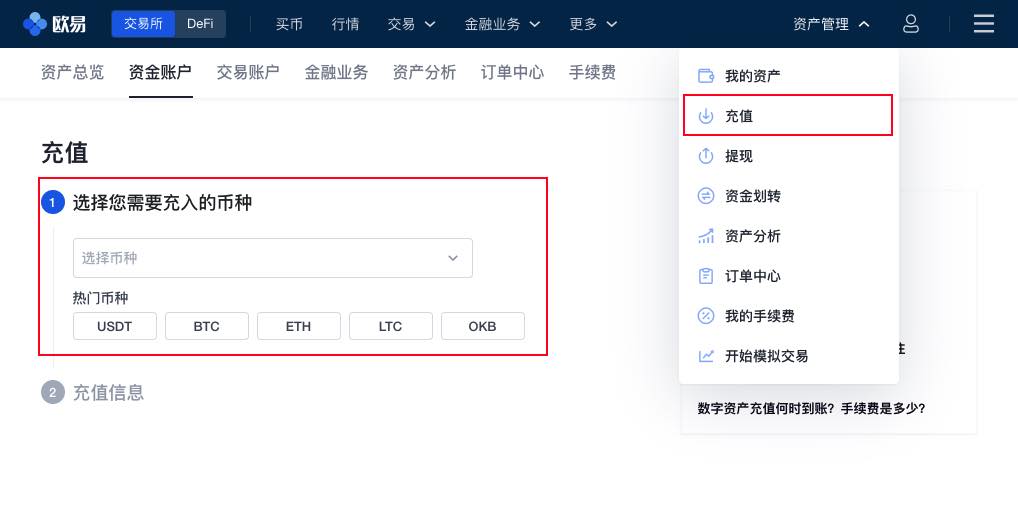 欧易 交易所 DeFi 买币 行情 交易 金融业务 更多 资产管理
资产总览 资金账户 交易账户 金融业务 资产分析 订单中心 手续费
我的资产
充值
提现
资金划转
资产分析
订单中心
我的手续费
开始模拟交易
充值
1 选择您需要充入的币种
选择币种
热门币种
USDT BTC ETH LTC OKB
2 充值信息
数字资产充值何时到账？手续费是多少？